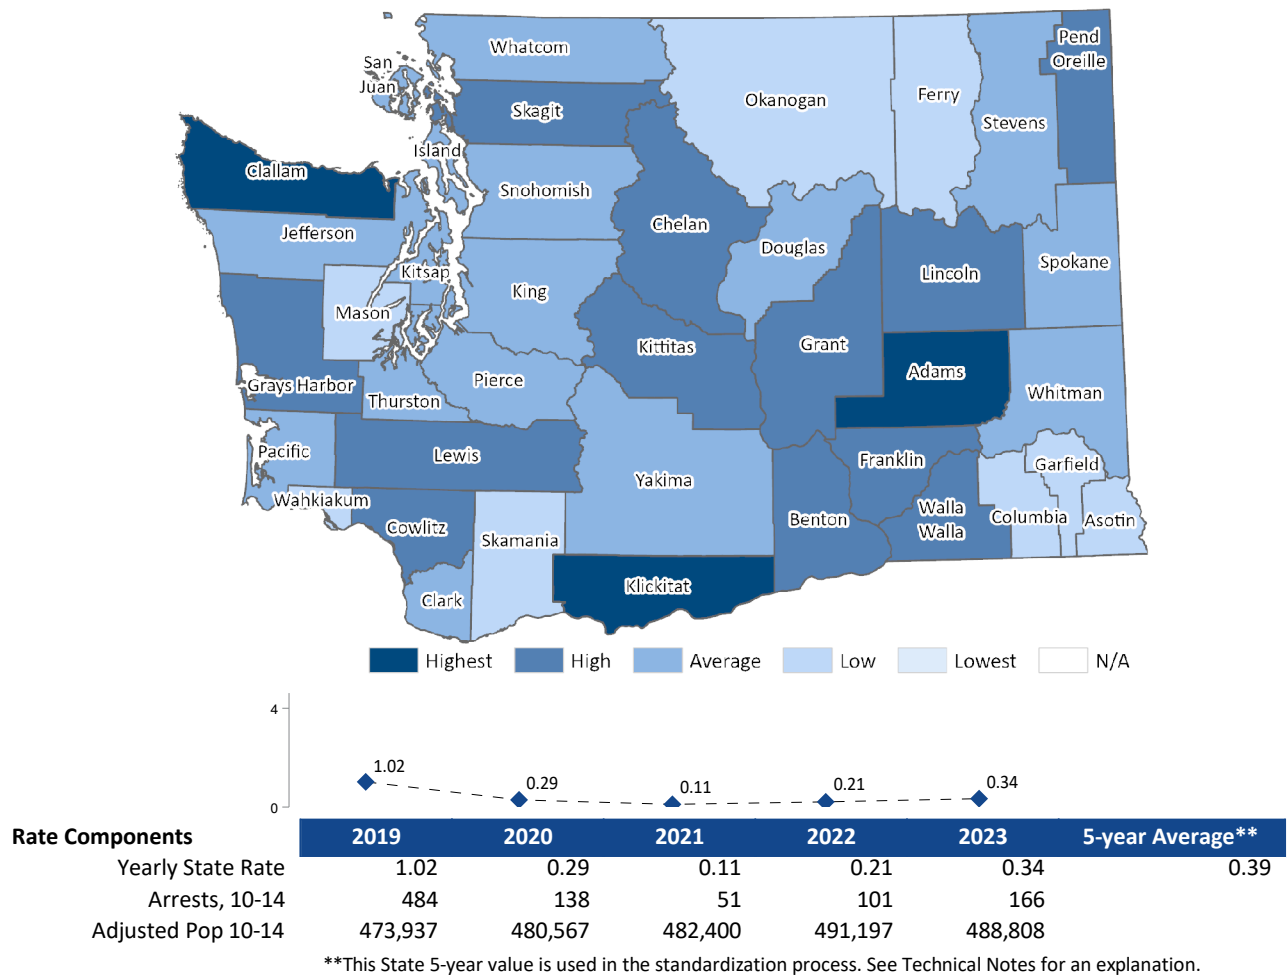 Whatcom
San
Juan
Skagit
Island
Clallam
Snohomish
Jefferson
Kitsap
King
Mason
Grays Harbor
Thurston
Pierce
Pacific
Lewis
Wahkiakum
Cowlitz
Skamania
Clark
Okanogan
Ferry
Stevens
Pend
Oreille
Chelan
Douglas
Lincoln
Spokane
Kittitas
Grant
Adams
Whitman
Yakima
Franklin
Garfield
Benton
Walla
Walla
Columbia
Asotin
Klickitat
Highest High Average Low Lowest N/A
4
0
1.02 0.29 0.11 0.21 0.34
Rate Components 2019 2020 2021 2022 2023 5-year Average**
Yearly State Rate 1.02 0.29 0.11 0.21 0.34 0.39
Arrests, 10-14 484 138 51 101 166
Adjusted Pop 10-14 473,937 480,567 482,400 491,197 488,808
**This State 5-year value is used in the standardization process. See Technical Notes for an explanation.